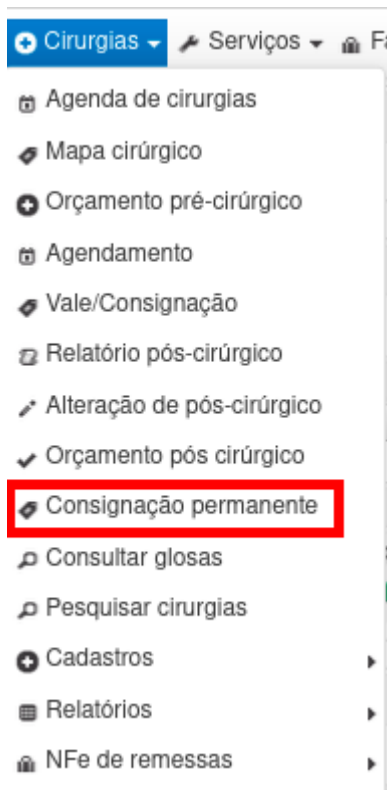 Cirurgias Serviços
Agenda de cirurgias
Mapa cirúrgico
Orçamento pré-cirúrgico
Agendamento
Vale/Consignação
Relatório pós-cirúrgico
Alteração de pós-cirúrgico
Orçamento pós cirúrgico
Consignação permanente
Consultar glosas
Pesquisar cirurgias
Cadastros
Relatórios
NFe de remessas